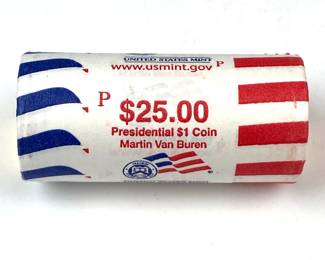 UNITED STATES MINT
www.usmint.gov P
P
$25.00
Presidential $1 Coin
Martin Van Buren